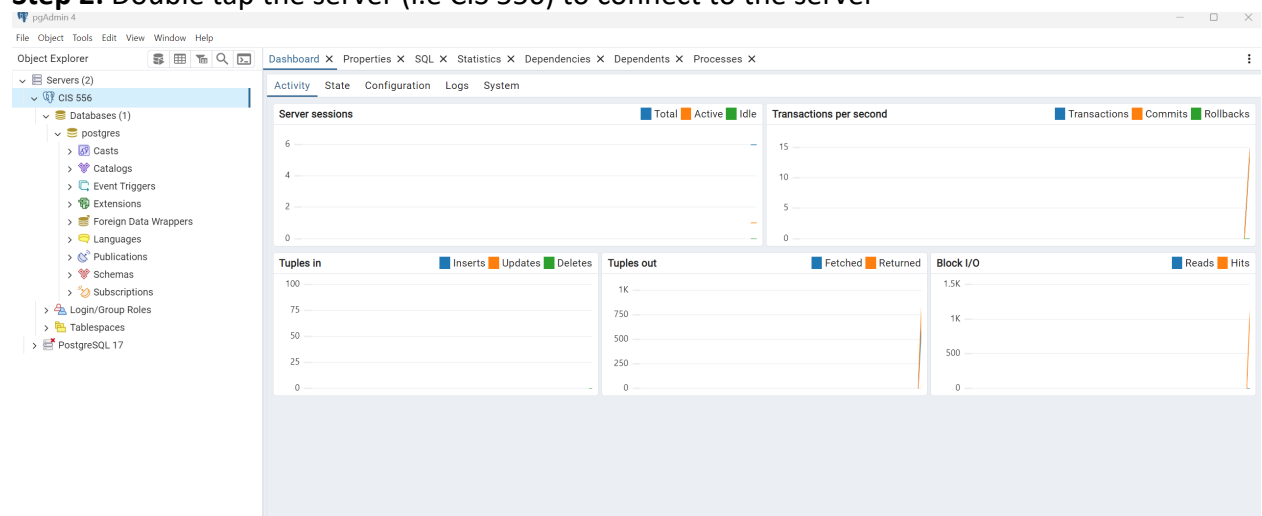 Step 2: Double tap the server (i.e CIS 556) to connect to the server
pgAdmin 4
File Object Tools Edit View Window Help
Object Explorer
Dashboard Properties SQL Statistics Dependencies Dependents Processes
Servers (2)
CIS 556
Databases (1)
postgres
Casts
Catalogs
Event Triggers
Extensions
Foreign Data Wrappers
Languages
Publications
Schemas
Subscriptions
Login/Group Roles
Tablespaces
PostgreSQL 17
Activity State Configuration Logs System
Server sessions Total Active Idle
6
4
2
0
Transactions per second Transactions Commits Rollbacks
15
10
5
0
Tuples in Inserts Updates Deletes
100
75
50
25
0
Tuples out Fetched Returned
1K
750
500
250
0
Block I/O Reads Hits
1.5K
1K
500
0